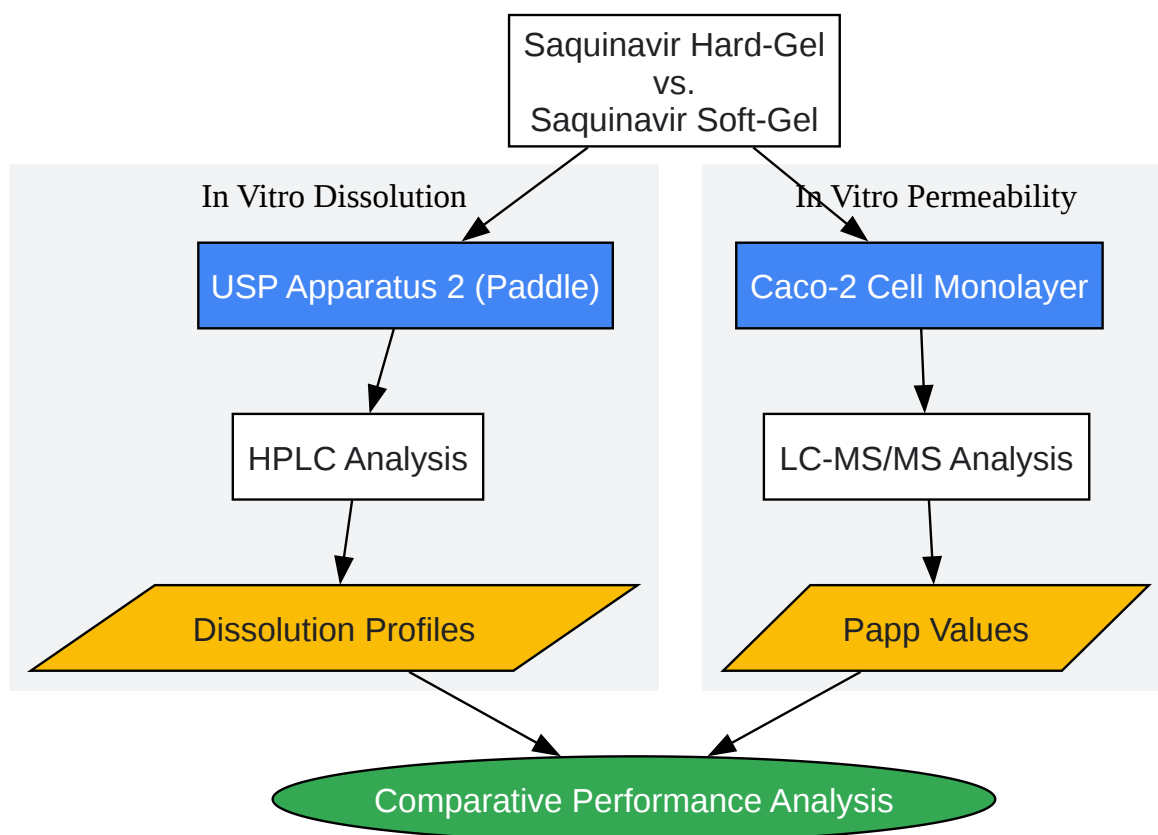 Saquinavir Hard-Gel
vs.
Saquinavir Soft-Gel
In Vitro Dissolution
USP Apparatus 2 (Paddle)
HPLC Analysis
Dissolution Profiles
In Vitro Permeability
Caco-2 Cell Monolayer
LC-MS/MS Analysis
Papp Values
Comparative Performance Analysis